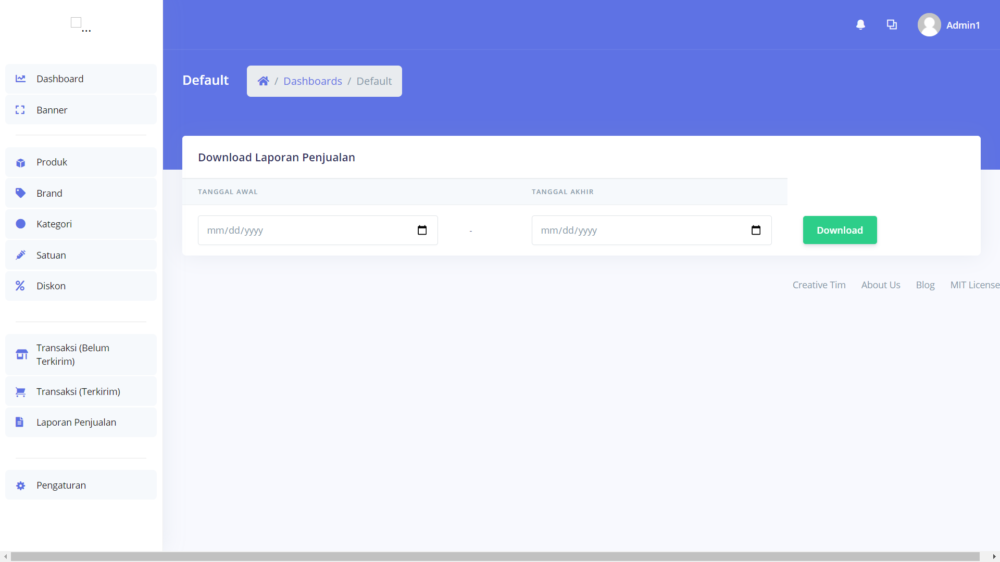 ...
Admin1
Dashboard
Banner
Produk
Brand
Kategori
Satuan
Diskon
Transaksi (Belum
Terkirim)
Transaksi (Terkirim)
Laporan Penjualan
Pengaturan
Default
/ Dashboards / Default
Download Laporan Penjualan
TANGGAL AWAL
TANGGAL AKHIR
mm/dd/yyyy
-
mm/dd/yyyy
Download
Creative Tim
About Us
Blog
MIT License